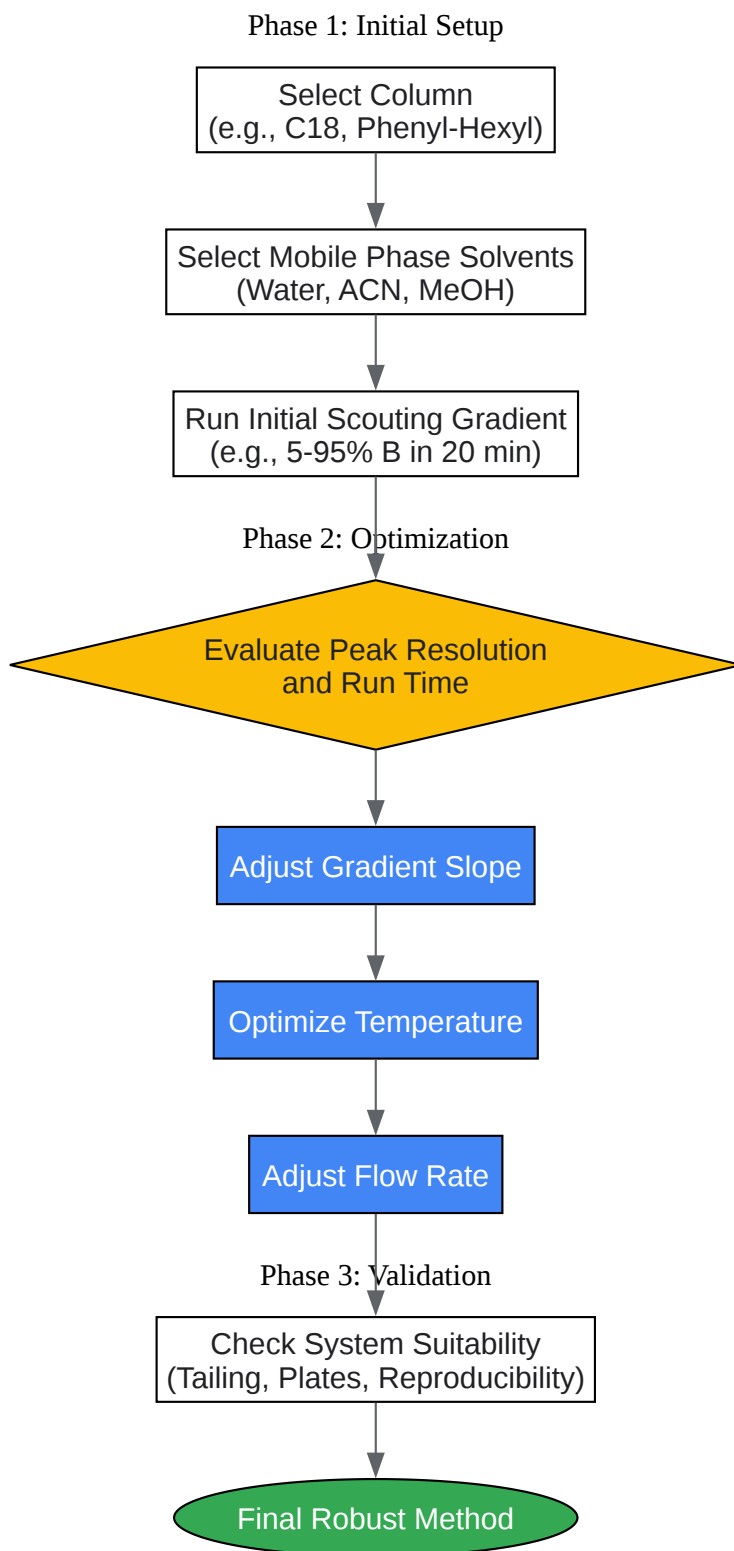 Phase 1: Initial Setup
Select Column
(e.g., C18, Phenyl-Hexyl)
Select Mobile Phase Solvents
(Water, ACN, MeOH)
Run Initial Scouting Gradient
(e.g., 5-95% B in 20 min)
Phase 2: Optimization
Evaluate Peak Resolution
and Run Time
Adjust Gradient Slope
Optimize Temperature
Adjust Flow Rate
Phase 3: Validation
Check System Suitability
(Tailing, Plates, Reproducibility)
Final Robust Method